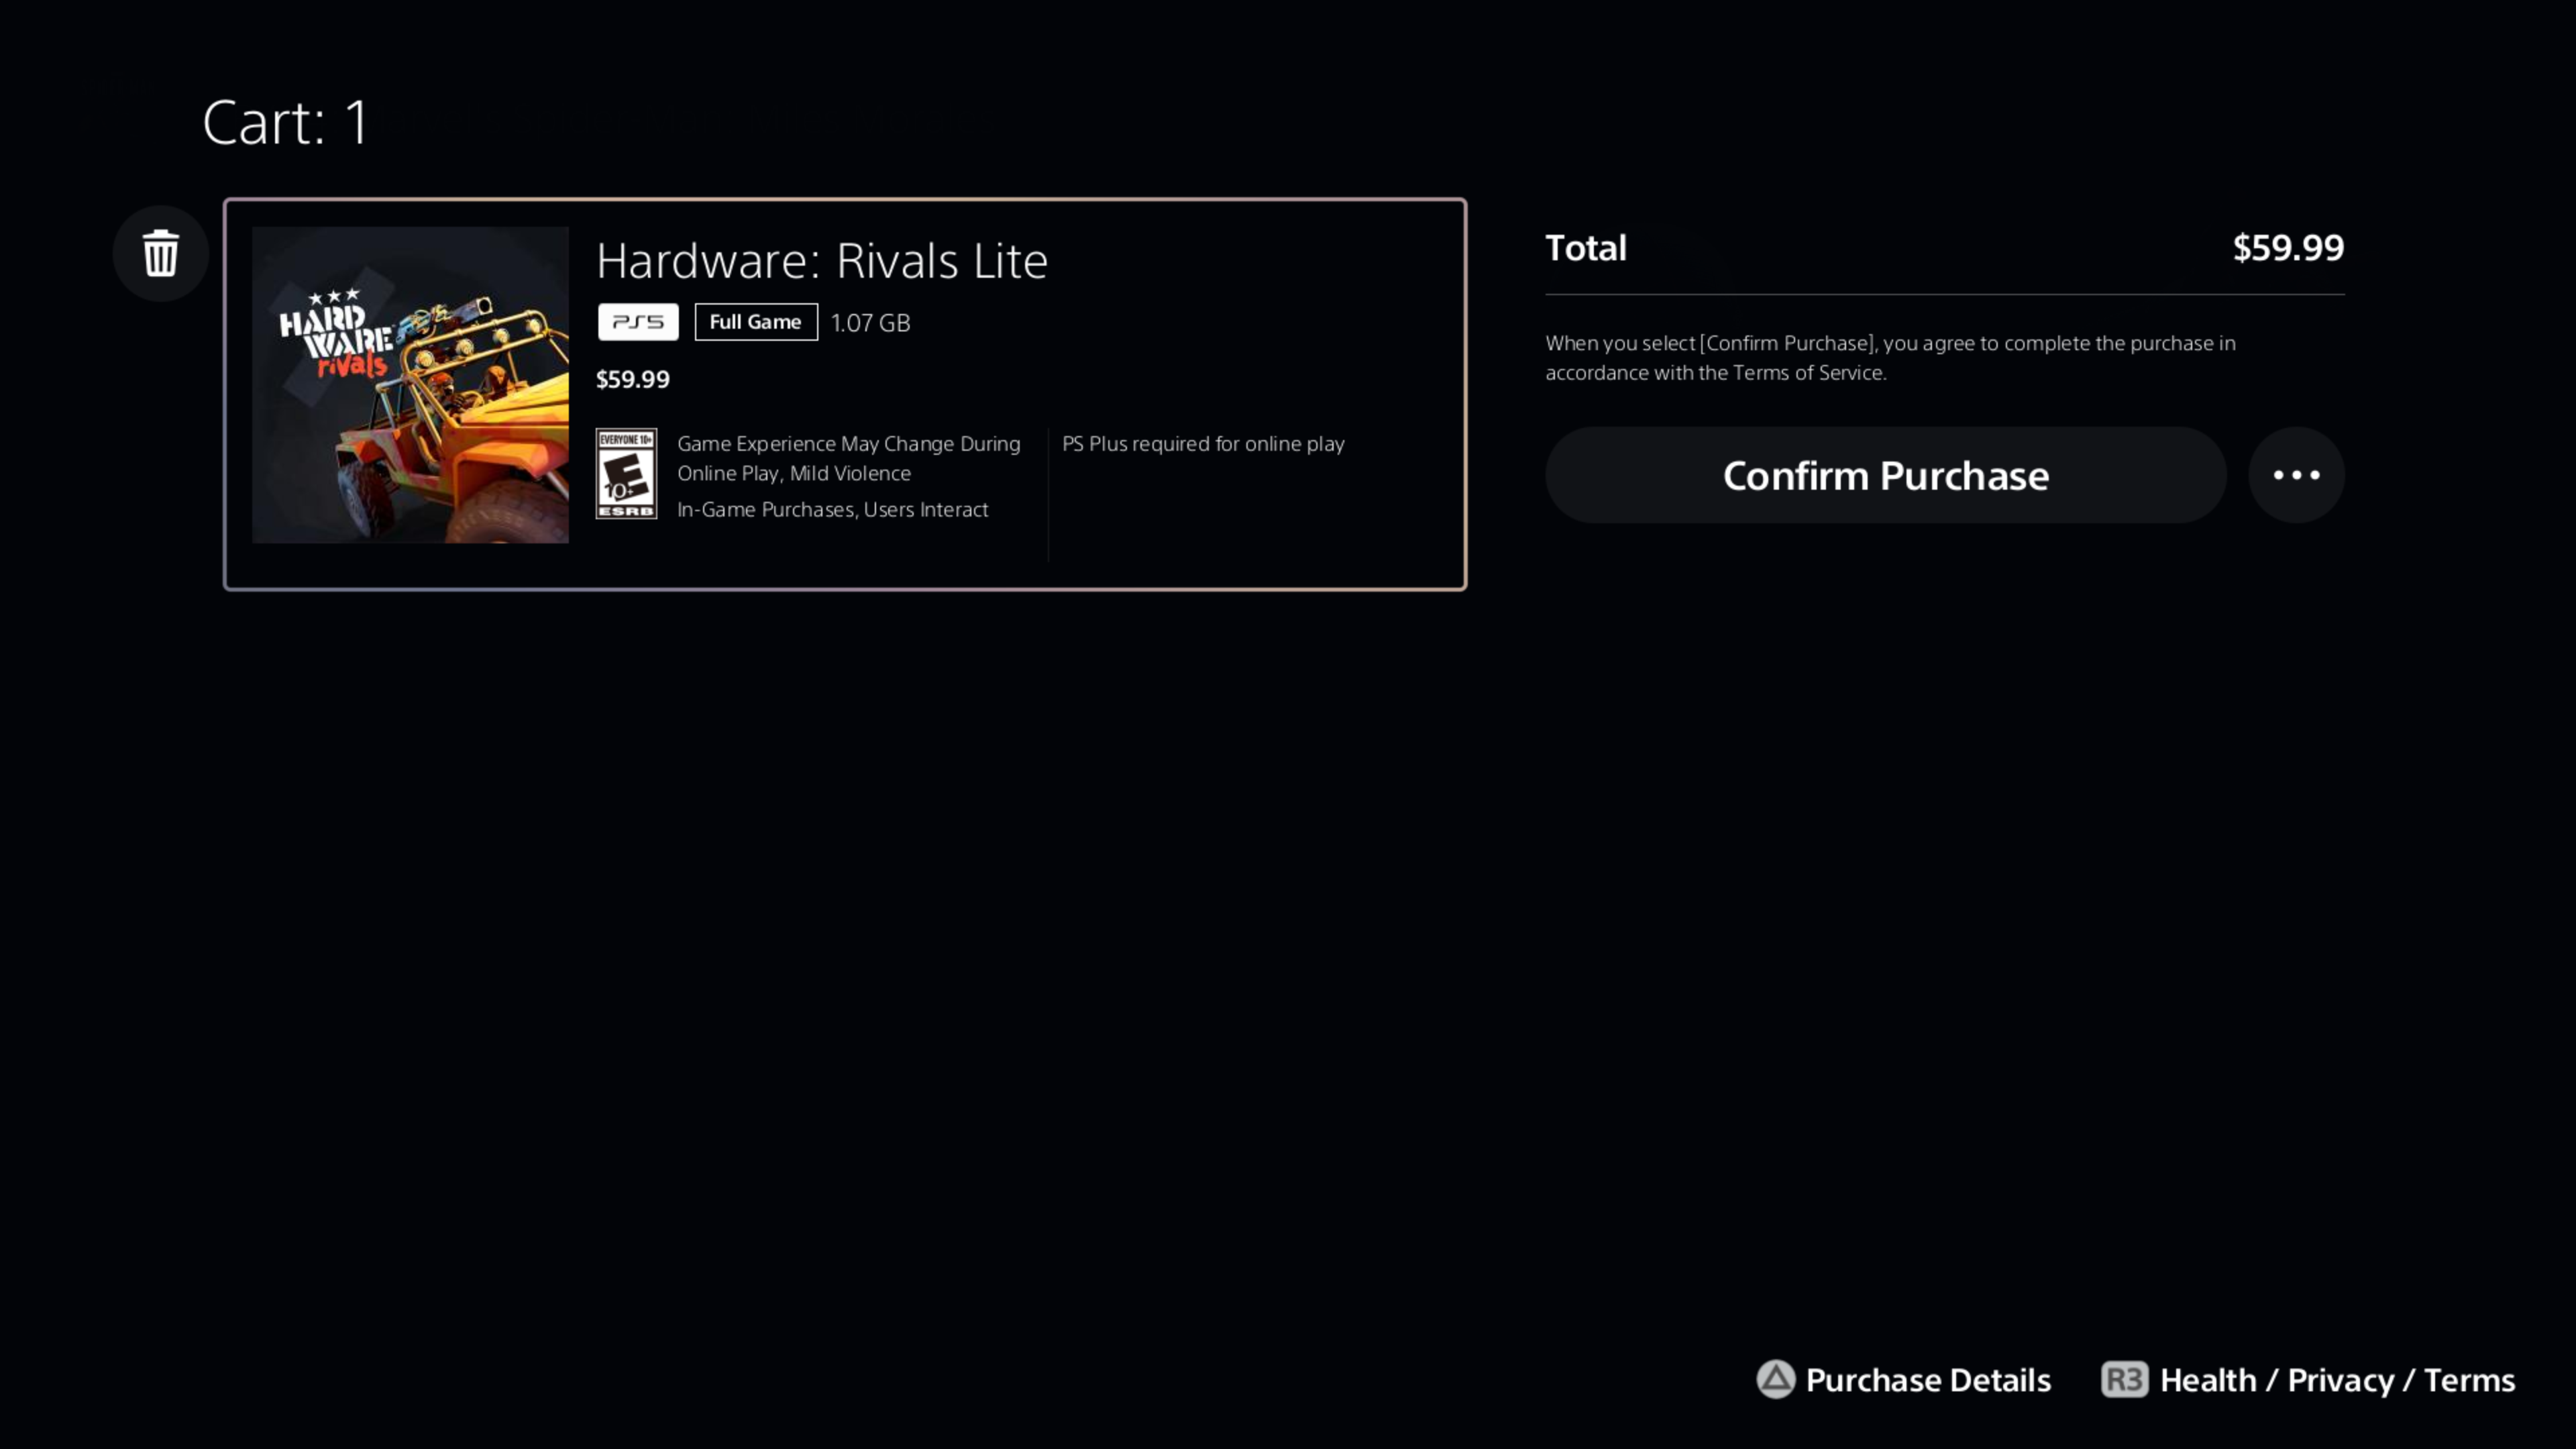 Cart: 1
★★★
HARD
WARE
rivals
Hardware: Rivals Lite
PS5 Full Game 1.07 GB
$59.99
EVERYONE 10+
E
10+
ESRB
Game Experience May Change During
Online Play, Mild Violence
In-Game Purchases, Users Interact
PS Plus required for online play
Total $59.99
When you select [Confirm Purchase], you agree to complete the purchase in
accordance with the Terms of Service.
Confirm Purchase
Purchase Details R3 Health / Privacy / Terms